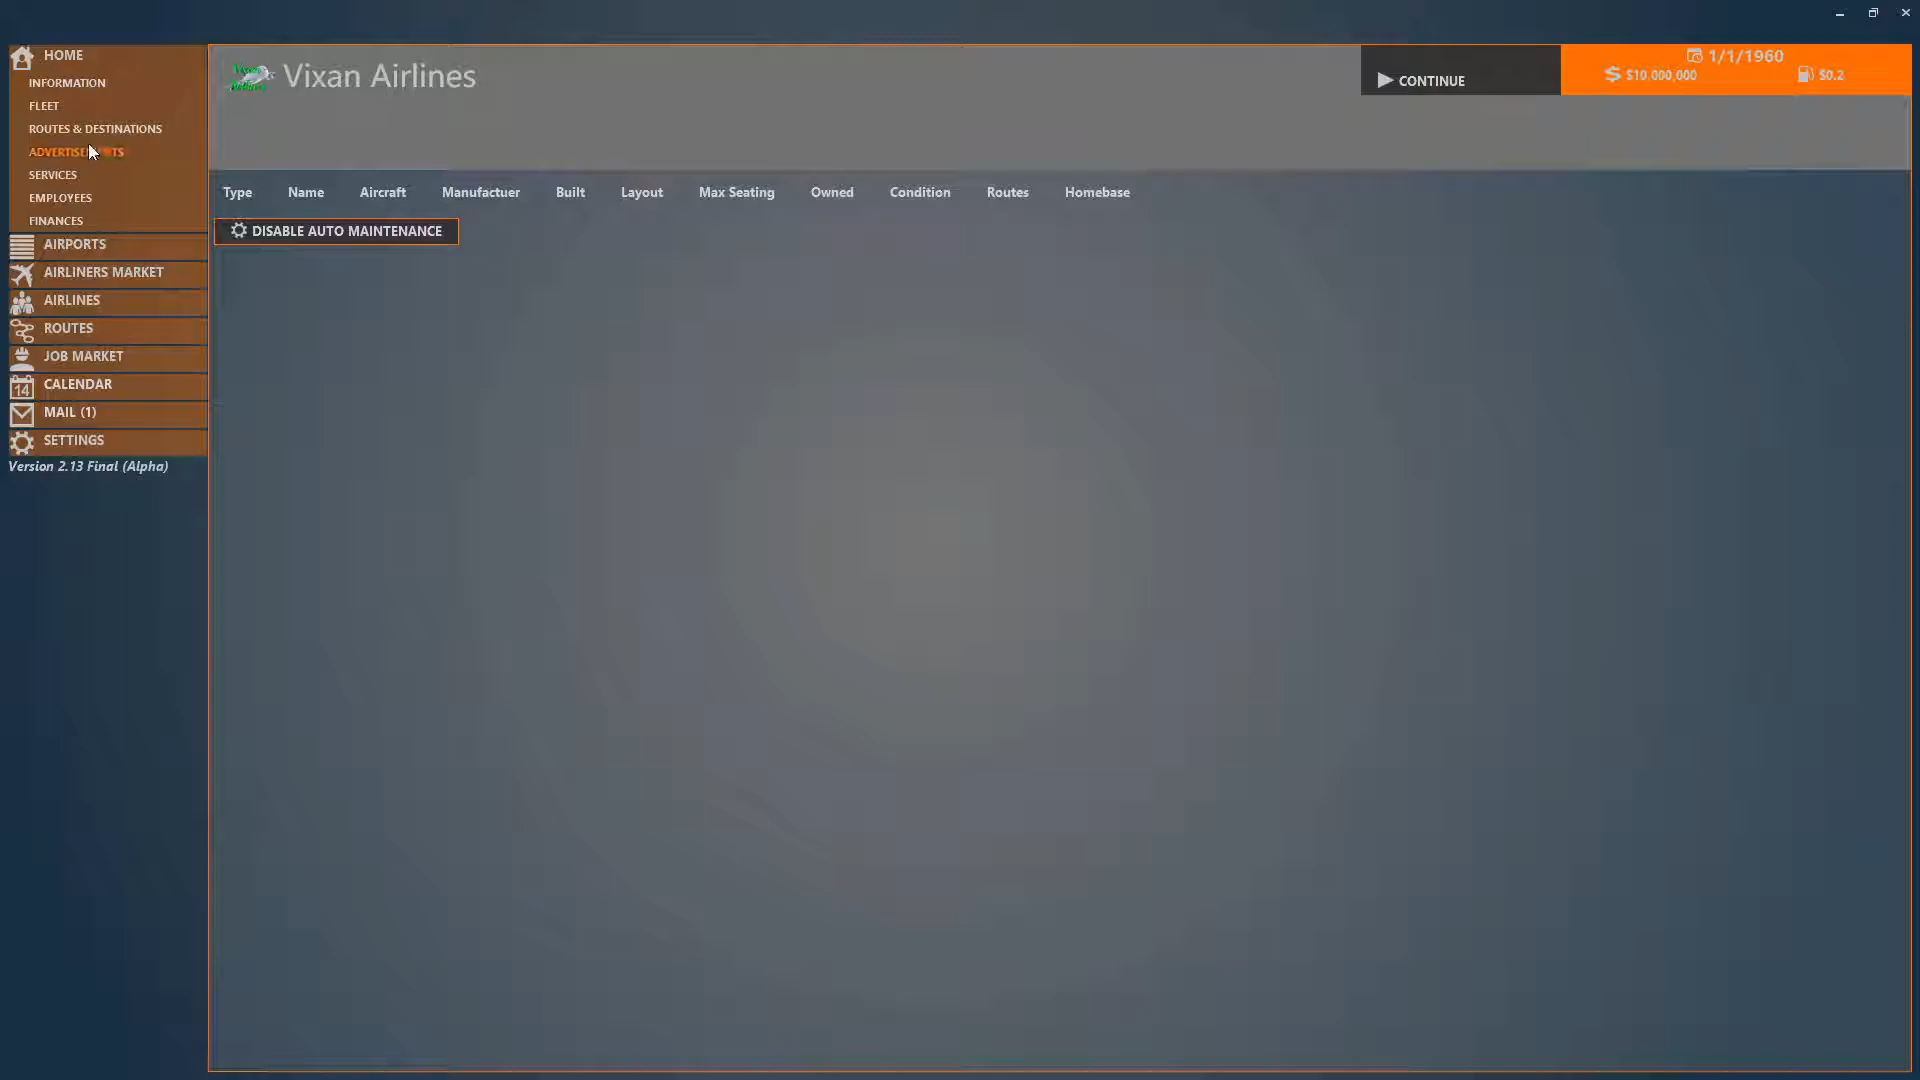 HOME
INFORMATION
FLEET
ROUTES & DESTINATIONS
ADVERTISEMENTS
SERVICES
EMPLOYEES
FINANCES
AIRPORTS
AIRLINERS MARKET
AIRLINES
ROUTES
JOB MARKET
14 CALENDAR
MAIL (1)
SETTINGS
Version 2.13 Final (Alpha)
Vixan Airlines
CONTINUE
1/1/1960
$10,000,000 $0.2
Type Name Aircraft Manufactuer Built Layout Max Seating Owned Condition Routes Homebase
DISABLE AUTO MAINTENANCE